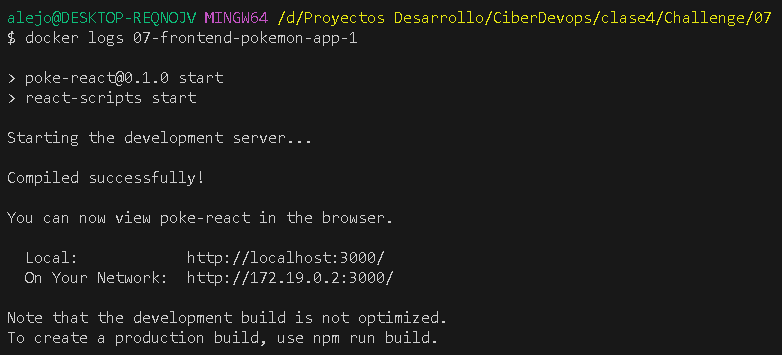 alejo@DESKTOP-REQNOJV MINGW64 /d/Proyectos Desarrollo/CiberDevops/clase4/Challenge/07
$ docker logs 07-frontend-pokemon-app-1
> poke-react@0.1.0 start
> react-scripts start
Starting the development server...
Compiled successfully!
You can now view poke-react in the browser.
Local: http://localhost:3000/
On Your Network: http://172.19.0.2:3000/
Note that the development build is not optimized.
To create a production build, use npm run build.